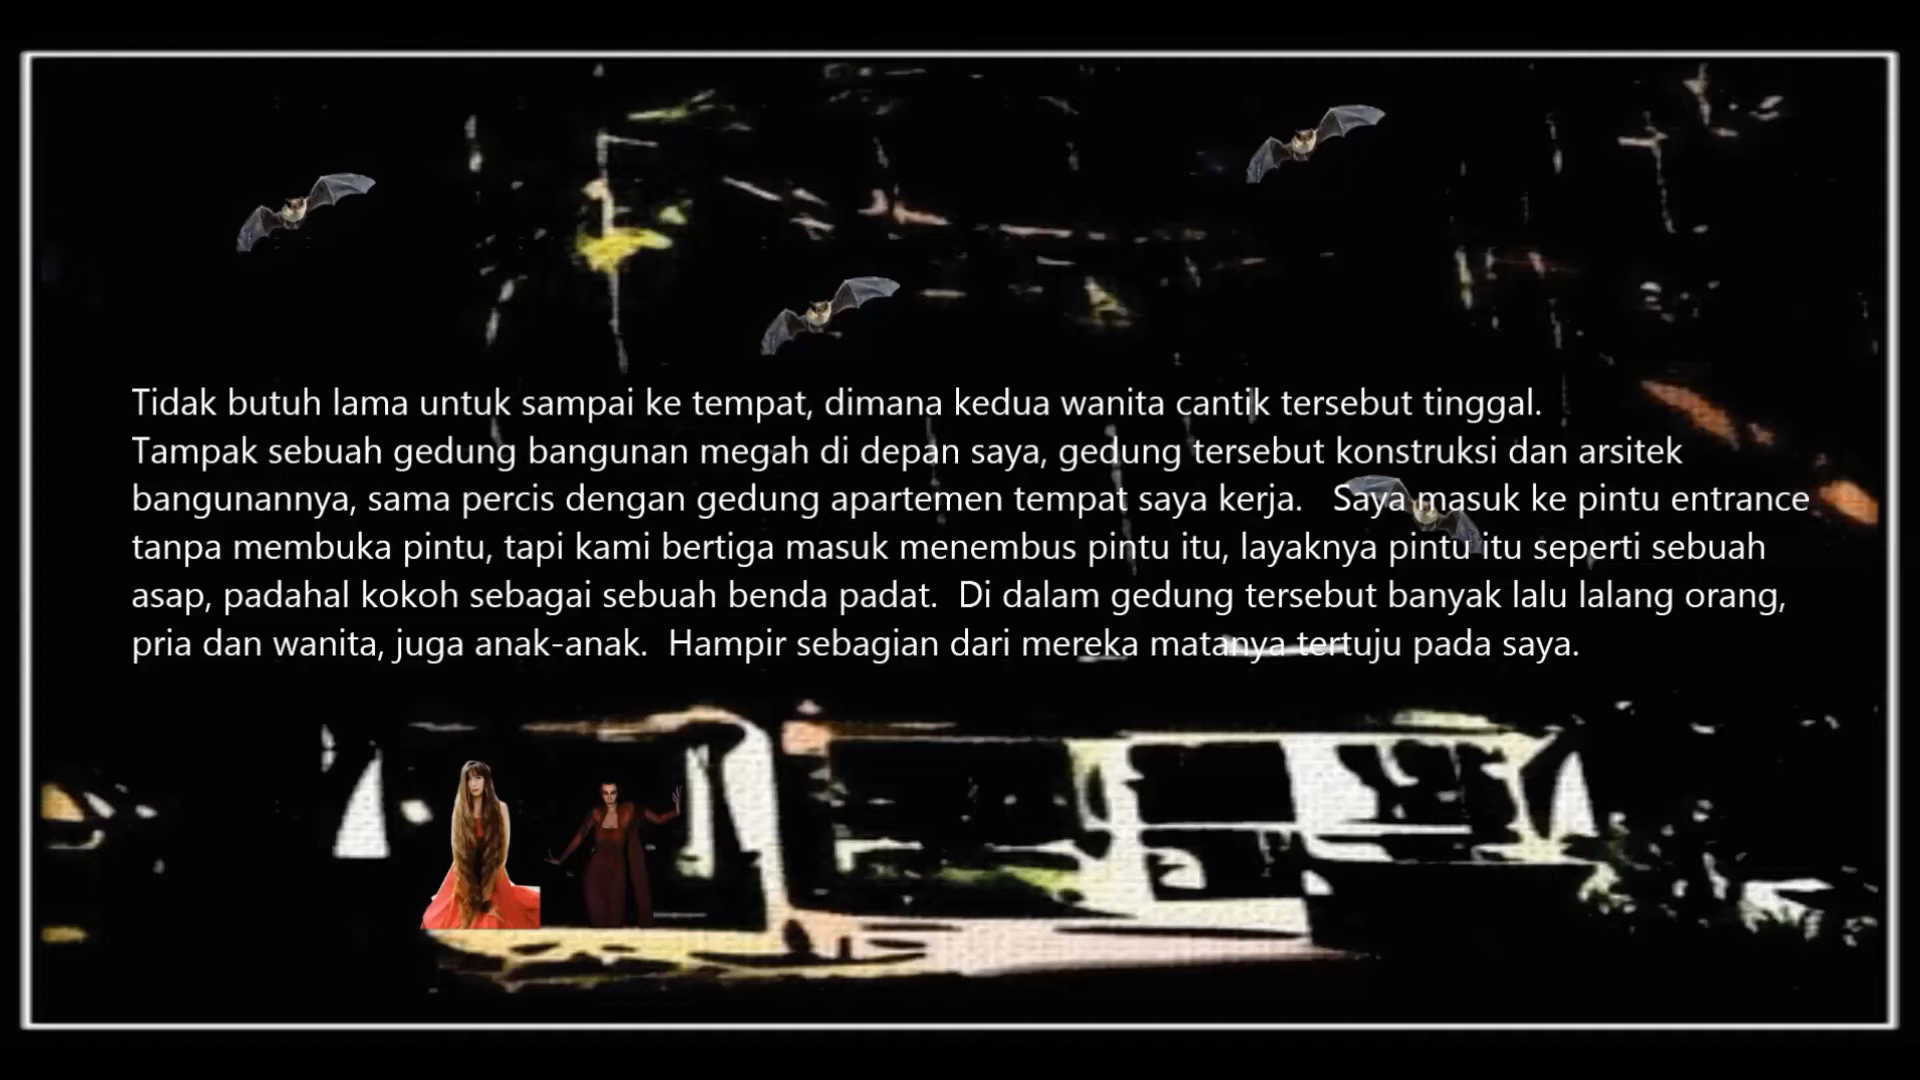 Tidak butuh lama untuk sampai ke tempat, dimana kedua wanita cantik tersebut tinggal.
Tampak sebuah gedung bangunan megah di depan saya, gedung tersebut konstruksi dan arsitek
bangunannya, sama percis dengan gedung apartemen tempat saya kerja.   Saya masuk ke pintu entrance
tanpa membuka pintu, tapi kami bertiga masuk menembus pintu itu, layaknya pintu itu seperti sebuah
asap, padahal kokoh sebagai sebuah benda padat.  Di dalam gedung tersebut banyak lalu lalang orang,
pria dan wanita, juga anak-anak.  Hampir sebagian dari mereka matanya tertuju pada saya.